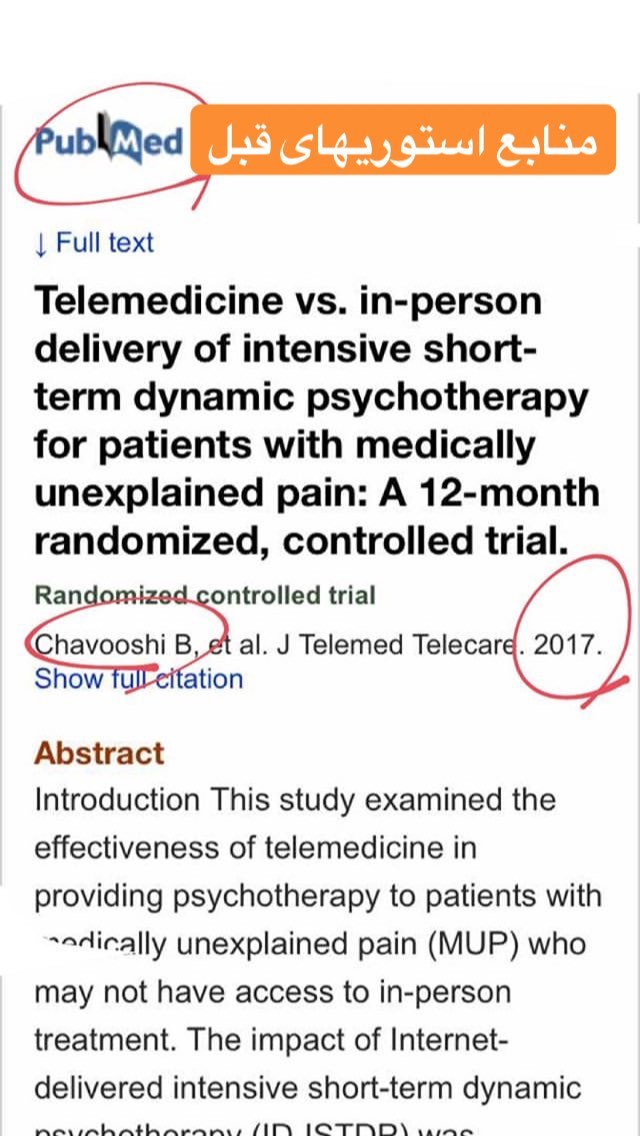 PubMed
منابع استوریهای قبل
↓ Full text
Telemedicine vs. in-person
delivery of intensive short-
term dynamic psychotherapy
for patients with medically
unexplained pain: A 12-month
randomized, controlled trial.
Randomized controlled trial
Chavooshi B, et al. J Telemed Telecare. 2017.
Show full citation
Abstract
Introduction This study examined the
effectiveness of telemedicine in
providing psychotherapy to patients with
medically unexplained pain (MUP) who
may not have access to in-person
treatment. The impact of Internet-
delivered intensive short-term dynamic
psychotherapy (ID-ISTDP) was